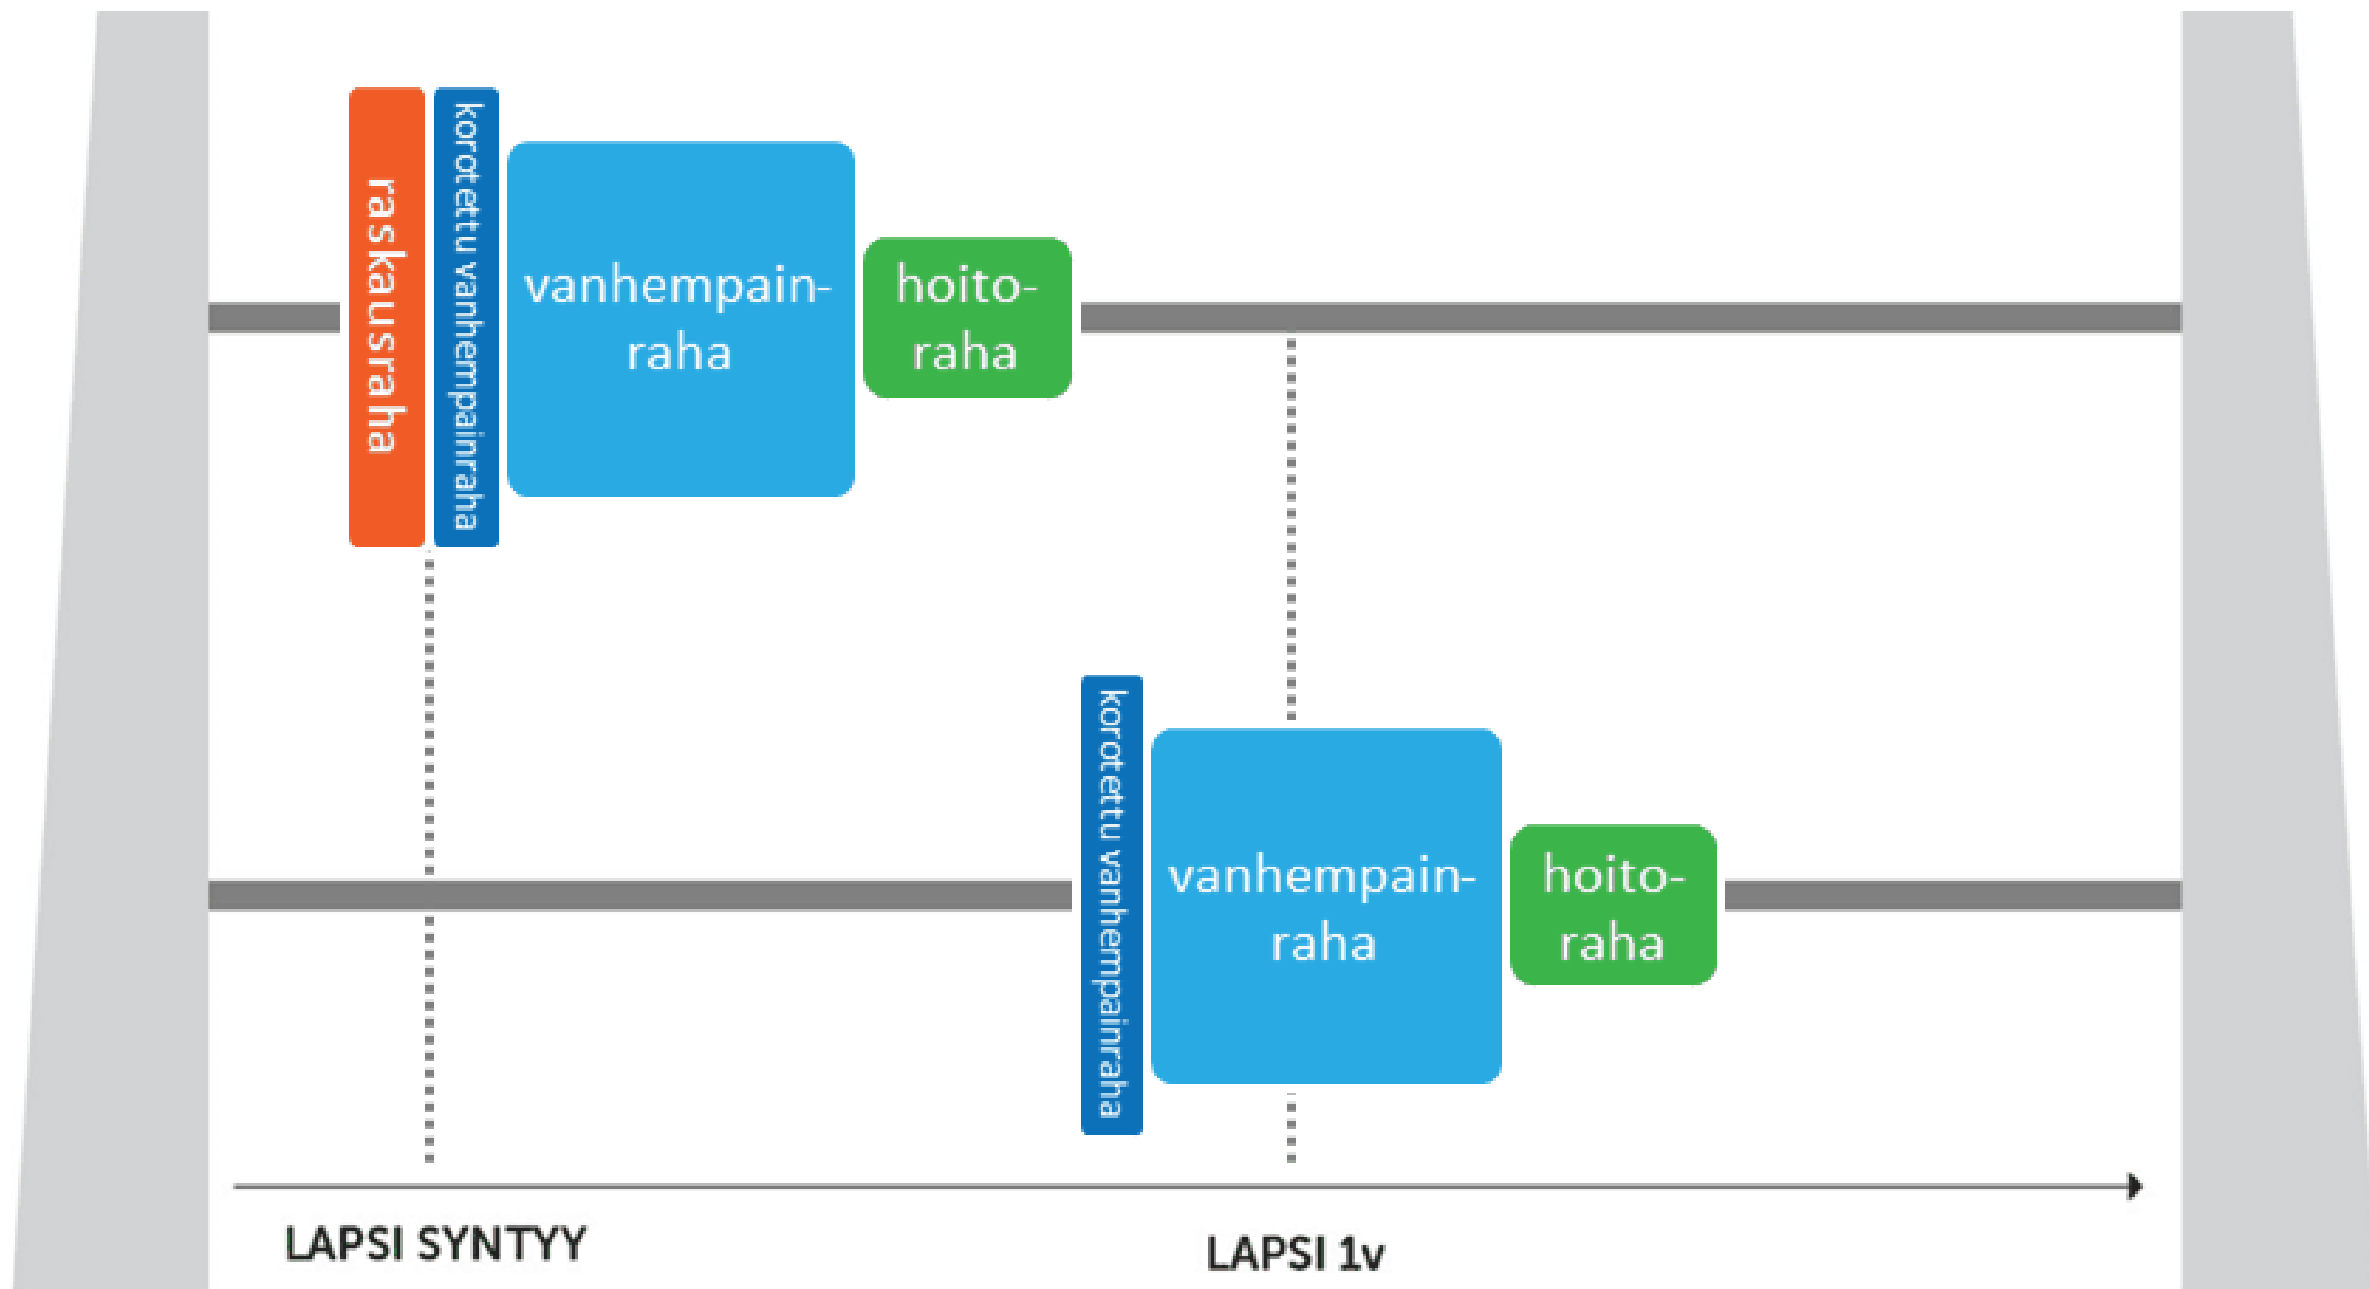 raskausraha
korotettu vanhempainraha
vanhempain-
raha
hoito-
raha
korotettu vanhempainraha
vanhempain-
raha
hoito-
raha
LAPSI SYNTYY
LAPSI 1v